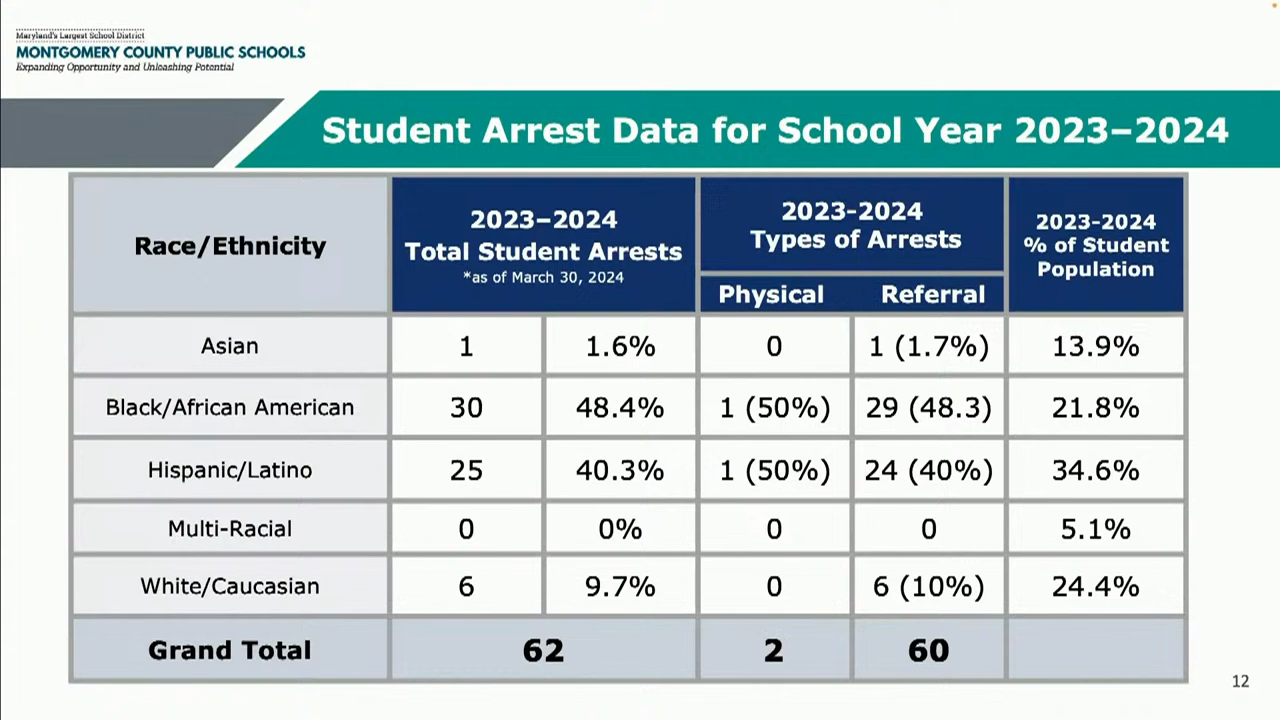 Maryland's Largest School District
MONTGOMERY COUNTY PUBLIC SCHOOLS
Expanding Opportunity and Unleashing Potential
Student Arrest Data for School Year 2023–2024
Race/Ethnicity
2023–2024
Total Student Arrests
*as of March 30, 2024
2023-2024
Types of Arrests
Physical Referral
2023-2024
% of Student
Population
Asian 1 1.6% 0 1 (1.7%) 13.9%
Black/African American 30 48.4% 1 (50%) 29 (48.3) 21.8%
Hispanic/Latino 25 40.3% 1 (50%) 24 (40%) 34.6%
Multi-Racial 0 0% 0 0 5.1%
White/Caucasian 6 9.7% 0 6 (10%) 24.4%
Grand Total 62 2 60
12